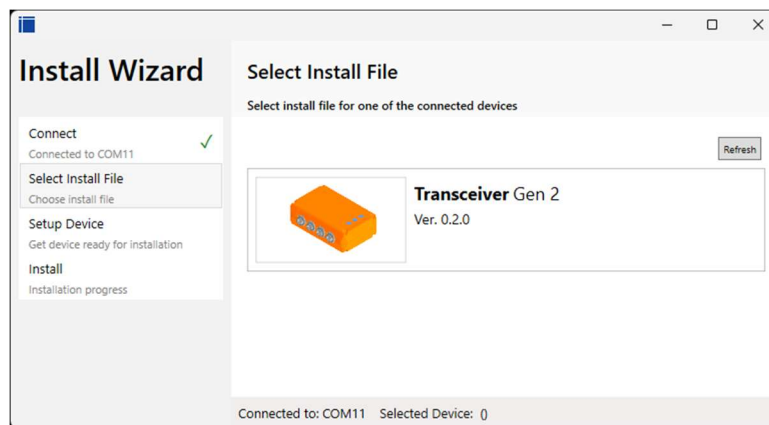 Install Wizard
Connect
Connected to COM11
Select Install File
Choose install file
Setup Device
Get device ready for installation
Install
Installation progress
Select Install File
Select install file for one of the connected devices
Refresh
Transceiver Gen 2
Ver. 0.2.0
Connected to: COM11 Selected Device: ()